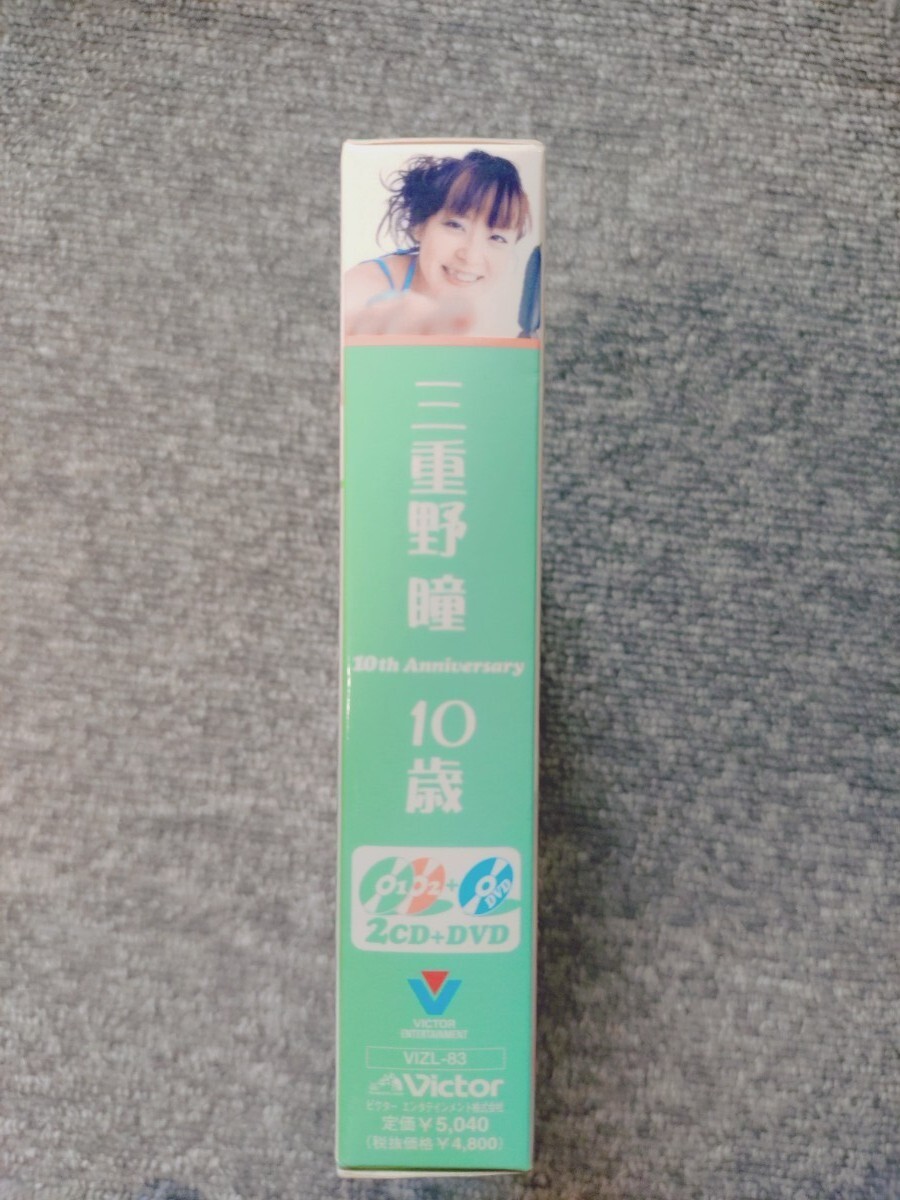 三重野 瞳
10th Anniversary
10歳
01 02 + DVD
2CD+DVD
VICTOR
ENTERTAINMENT
VIZL-83
Victor
ビクター エンタテインメント株式会社
定価￥5,040
(税抜価格￥4,800)